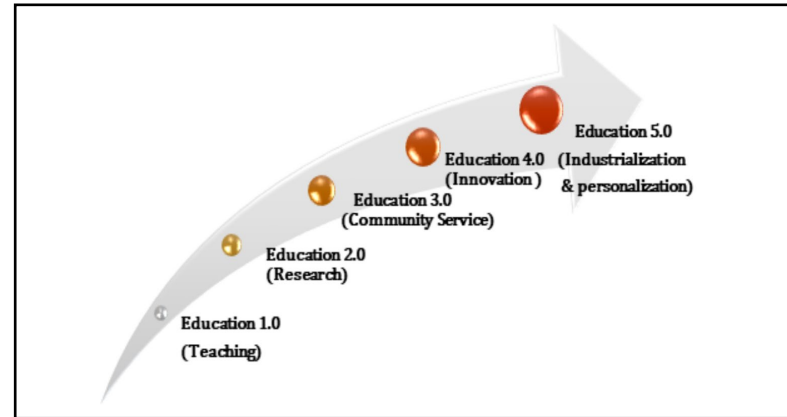 Education 5.0
(Industrialization
& personalization)
Education 4.0
(Innovation )
Education 3.0
(Community Service)
Education 2.0
(Research)
Education 1.0
(Teaching)